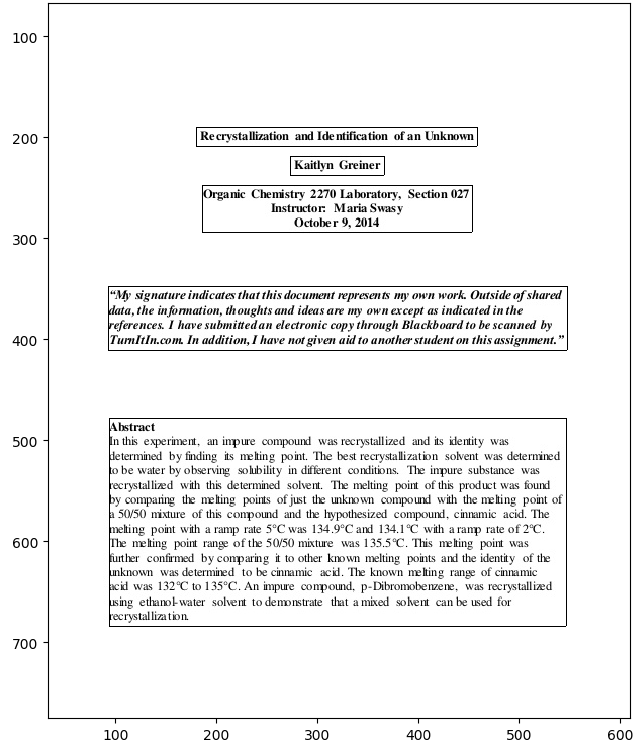 100
200
300
400
500
600
700
Recrystallization and Identification of an Unknown
Kaitlyn Greiner
Organic Chemistry 2270 Laboratory, Section 027
Instructor: Maria Swasy
October 9, 2014
“My signature indicates that this document represents my own work. Outside of shared
data, the information, thoughts and ideas are my own except as indicated in the
references. I have submitted an electronic copy through Blackboard to be scanned by
TurnItIn.com. In addition, I have not given aid to another student on this assignment.”
Abstract
In this experiment, an impure compound was recrystallized and its identity was
determined by finding its melting point. The best recrystallization solvent was determined
to be water by observing solubility in different conditions. The impure substance was
recrystallized with this determined solvent. The melting point of this product was found
by comparing the melting points of just the unknown compound with the melting point of
a 50/50 mixture of this compound and the hypothesized compound, cinnamic acid. The
melting point with a ramp rate 5°C was 134.9°C and 134.1°C with a ramp rate of 2°C.
The melting point range of the 50/50 mixture was 135.5°C. This melting point was
further confirmed by comparing it to other known melting points and the identity of the
unknown was determined to be cinnamic acid. The known melting range of cinnamic
acid was 132°C to 135°C. An impure compound, p-Dibromobenzene, was recrystallized
using ethanol-water solvent to demonstrate that a mixed solvent can be used for
recrystallization.
100 200 300 400 500 600